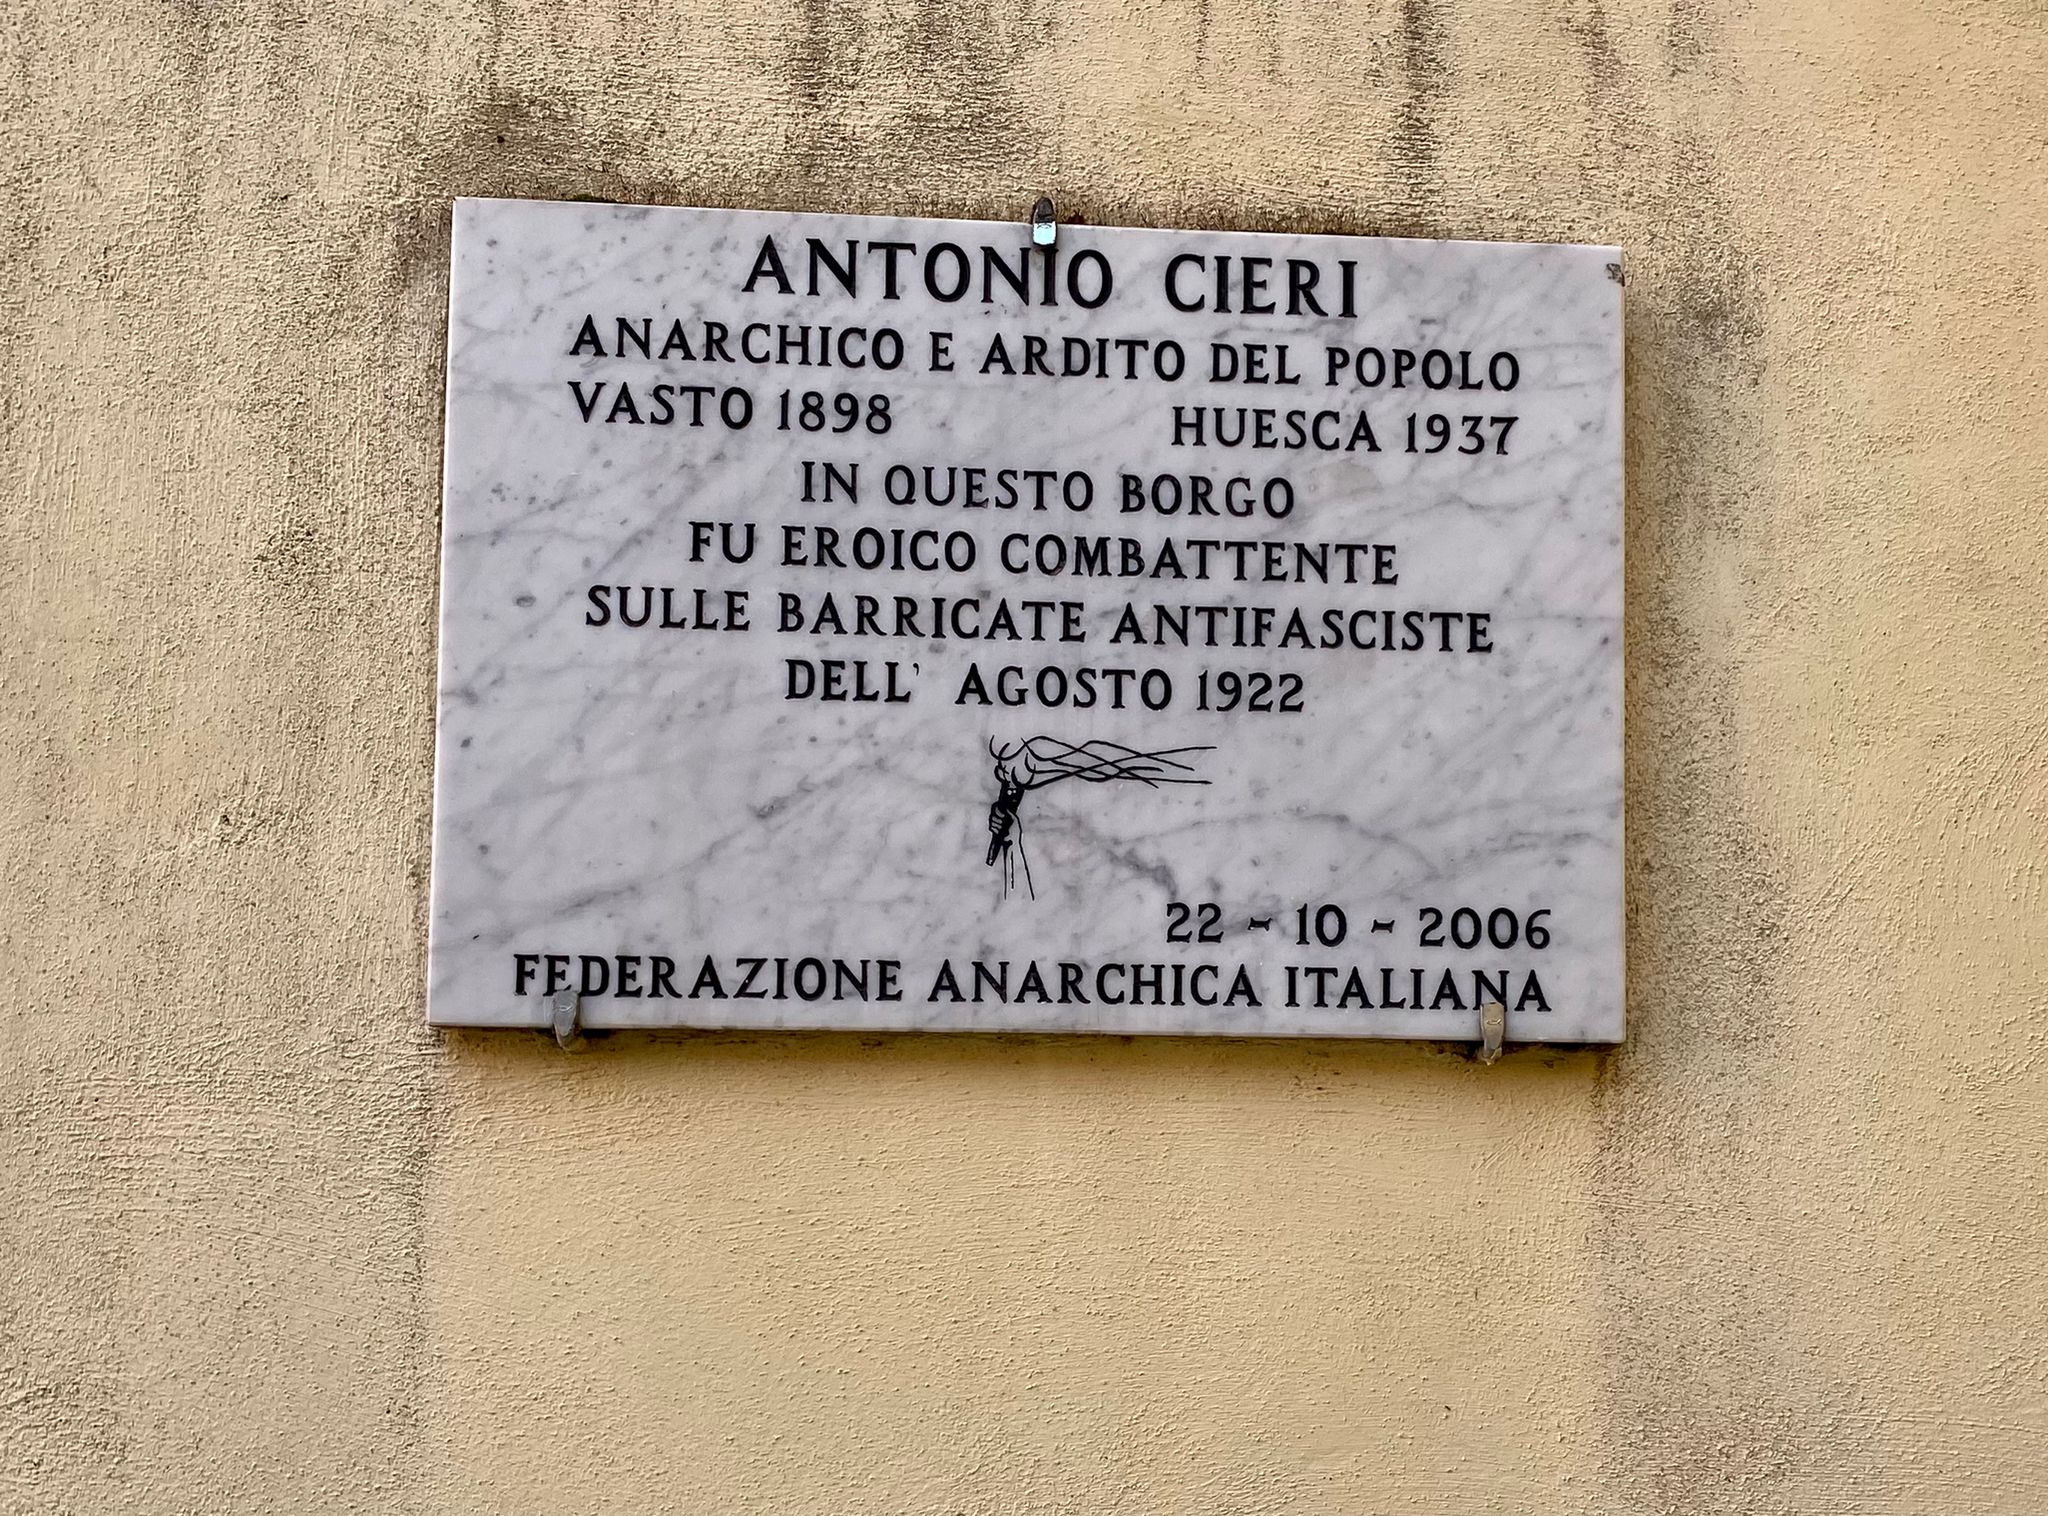 ANTONIO CIERI
ANARCHICO E ARDITO DEL POPOLO
VASTO 1898 HUESCA 1937
IN QUESTO BORGO
FU EROICO COMBATTENTE
SULLE BARRICATE ANTIFASCISTE
DELL' AGOSTO 1922
22 - 10 - 2006
FEDERAZIONE ANARCHICA ITALIANA